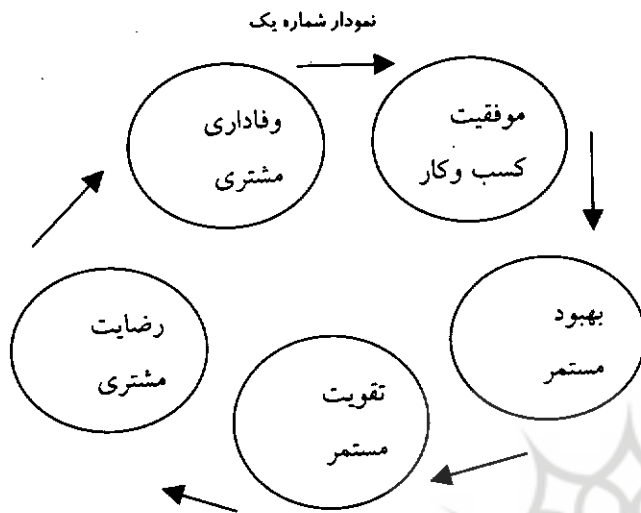 نمودار شماره یک
وفاداری
مشتری
موفقیت
کسب وکار
بهبود
مستمر
تقویت
مستمر
رضایت
مشتری